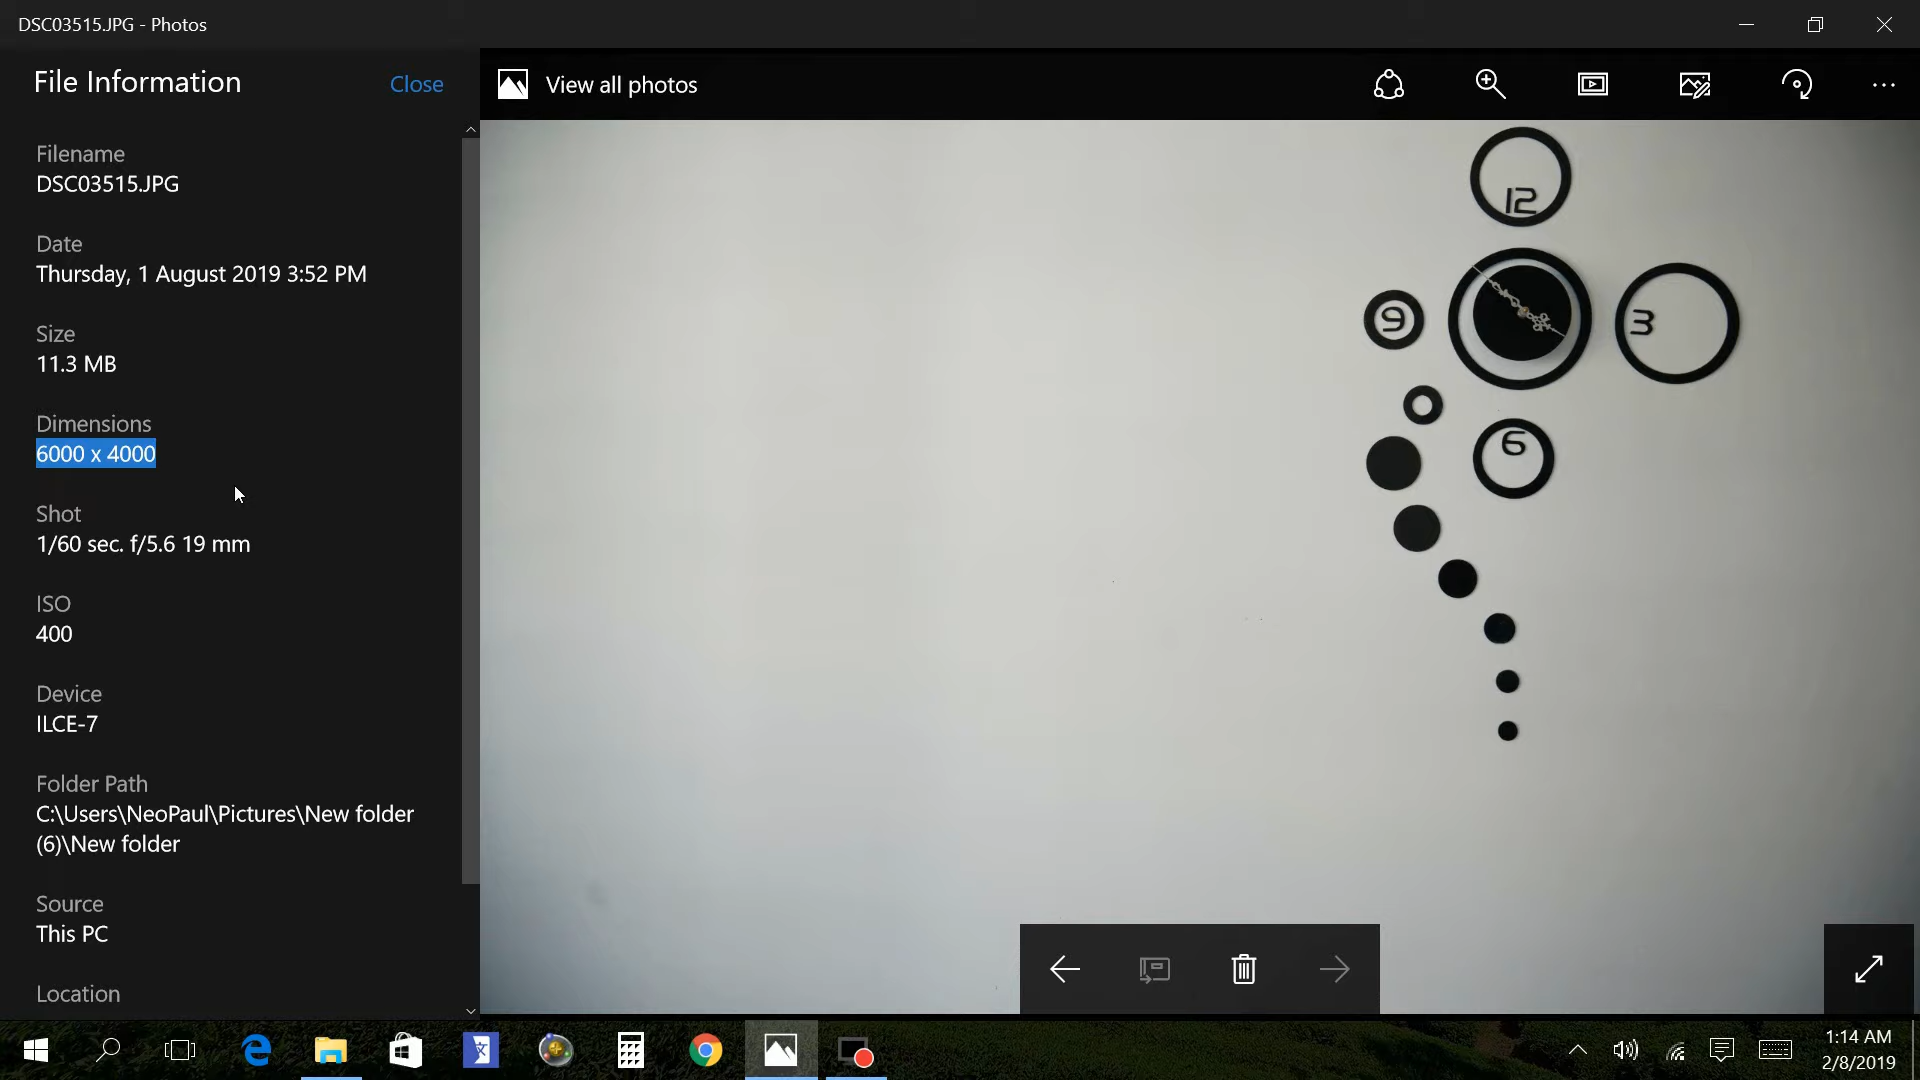 DSC03515.JPG - Photos
File Information
Close
View all photos
Filename
DSC03515.JPG
Date
Thursday, 1 August 2019 3:52 PM
Size
11.3 MB
Dimensions
6000 x 4000
Shot
1/60 sec. f/5.6 19 mm
ISO
400
Device
ILCE-7
Folder Path
C:\Users\NeoPaul\Pictures\New folder
(6)\New folder
Source
This PC
Location
12
9
3
6
1:14 AM
2/8/2019